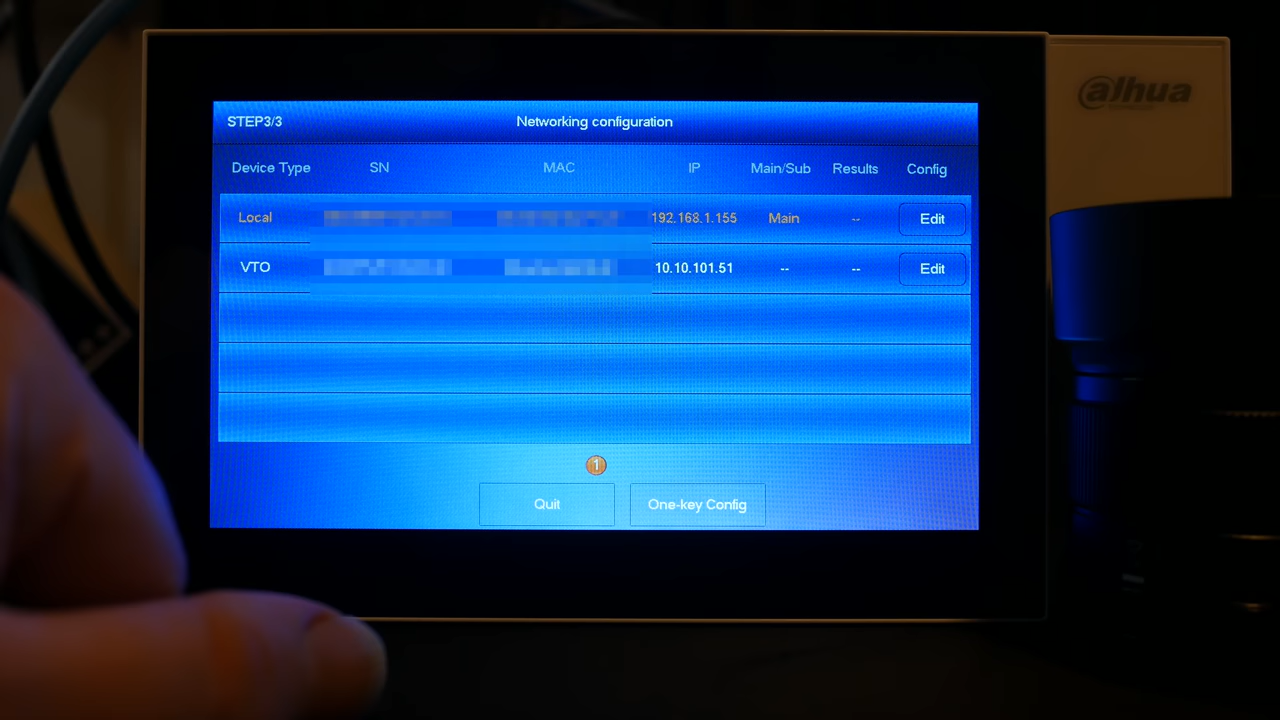 alhua
STEP3/3 Networking configuration
Device Type SN MAC IP Main/Sub Results Config
Local 192.168.1.155 Main -- Edit
VTO 10.10.101.51 -- -- Edit
1
Quit One-key Config